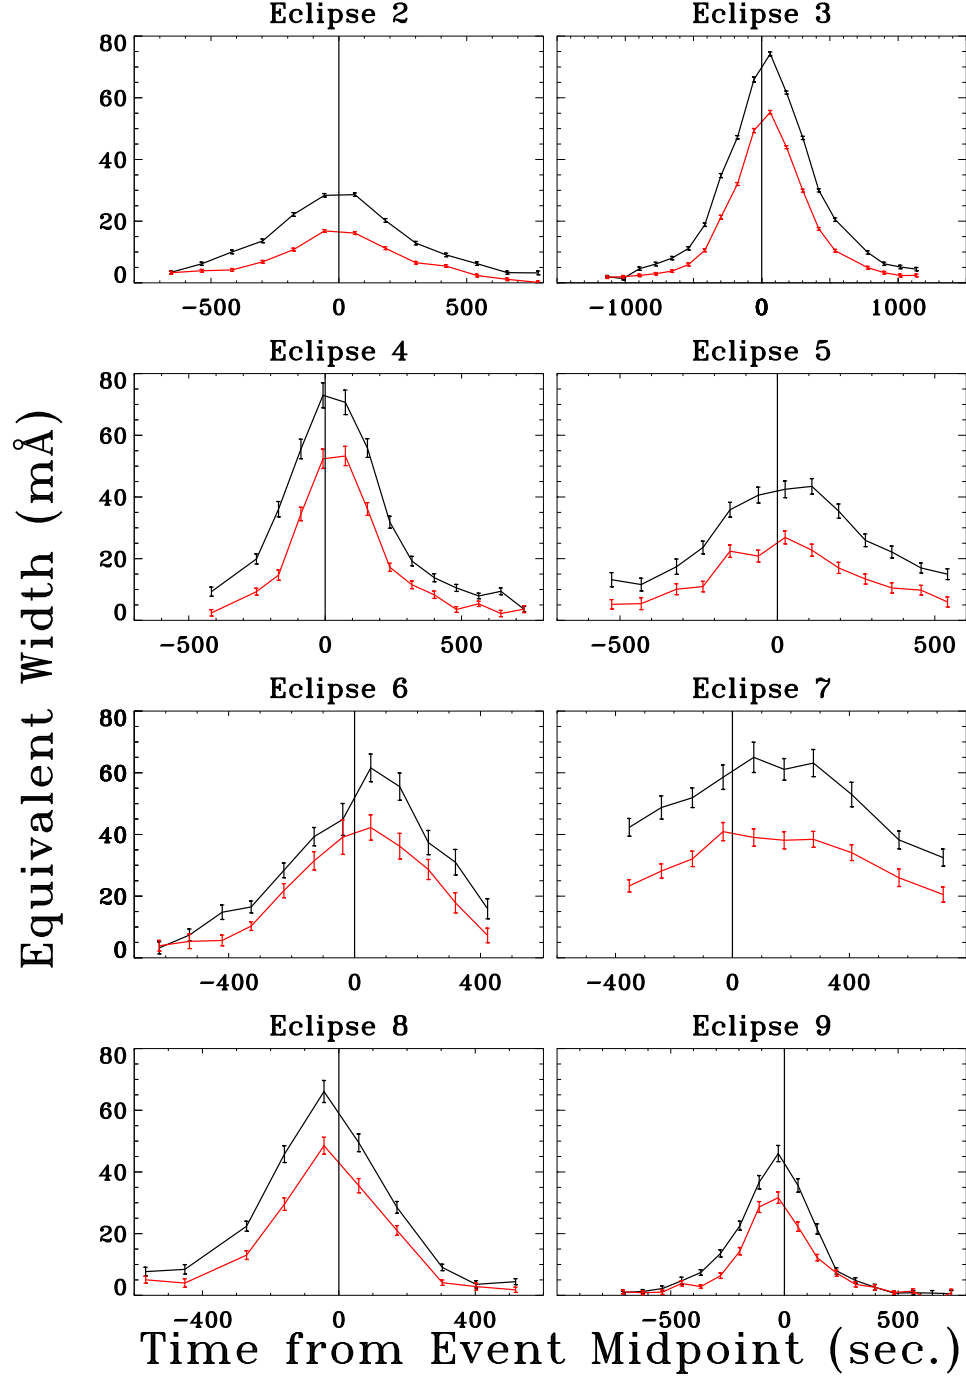 Eclipse 2 Eclipse 3
80
60
40
20
0
−500 0 500 −1000 0 1000
Eclipse 4 Eclipse 5
80
60
40
20
0
−500 0 500 −500 0 500
Eclipse 6 Eclipse 7
80
60
40
20
0
−400 0 400 −400 0 400
Eclipse 8 Eclipse 9
80
60
40
20
0
−400 0 400 −500 0 500
Equivalent Width (mÅ)
Time from Event Midpoint (sec.)